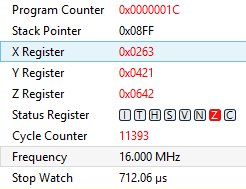 Program Counter 0x0000001C
Stack Pointer 0x08FF
X Register 0x0263
Y Register 0x0421
Z Register 0x0642
Status Register I T H S V N Z C
Cycle Counter 11393
Frequency 16.000 MHz
Stop Watch 712.06 µs